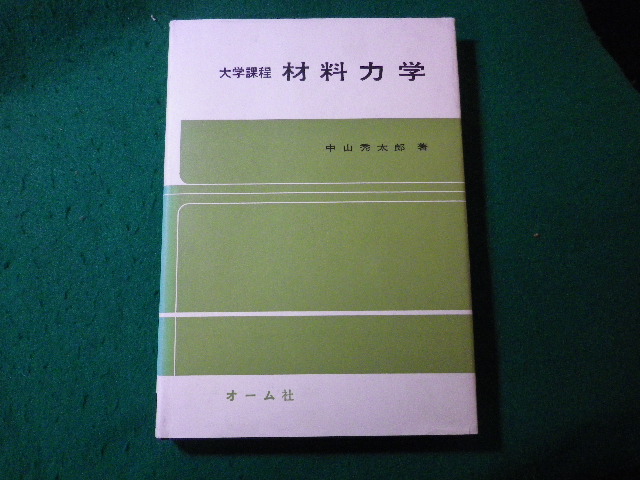 大学課程 材料力学
中山秀太郎 著
オーム社